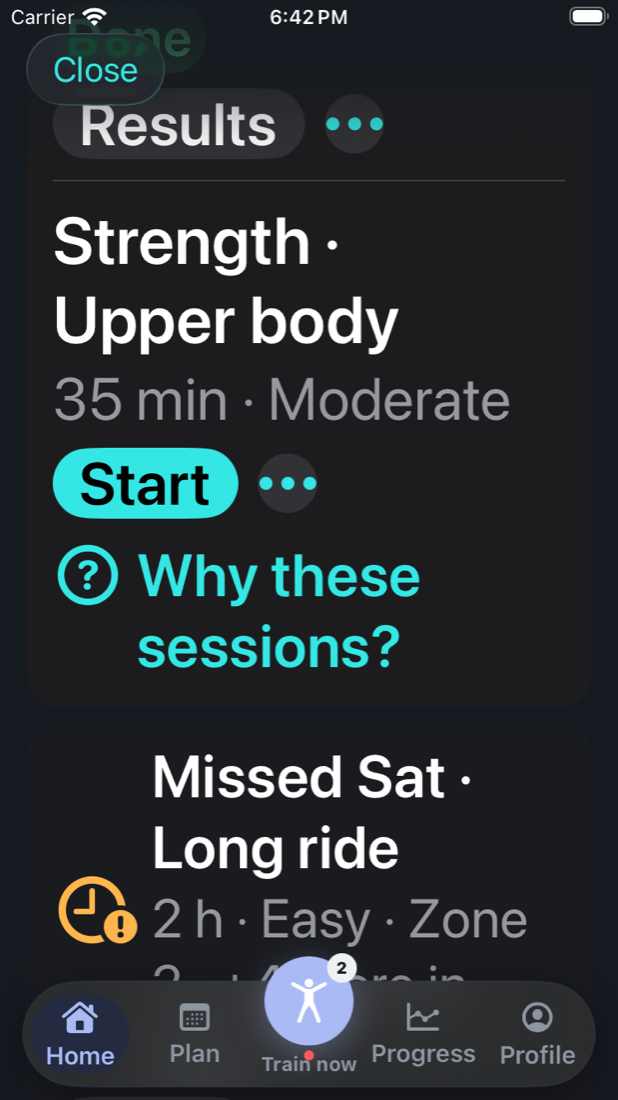 Carrier 6:42 PM
Done
Close
Results
Strength ·
Upper body
35 min · Moderate
Start
? Why these
sessions?
Missed Sat ·
Long ride
2 h · Easy · Zone
2
Home Plan Train now Progress Profile